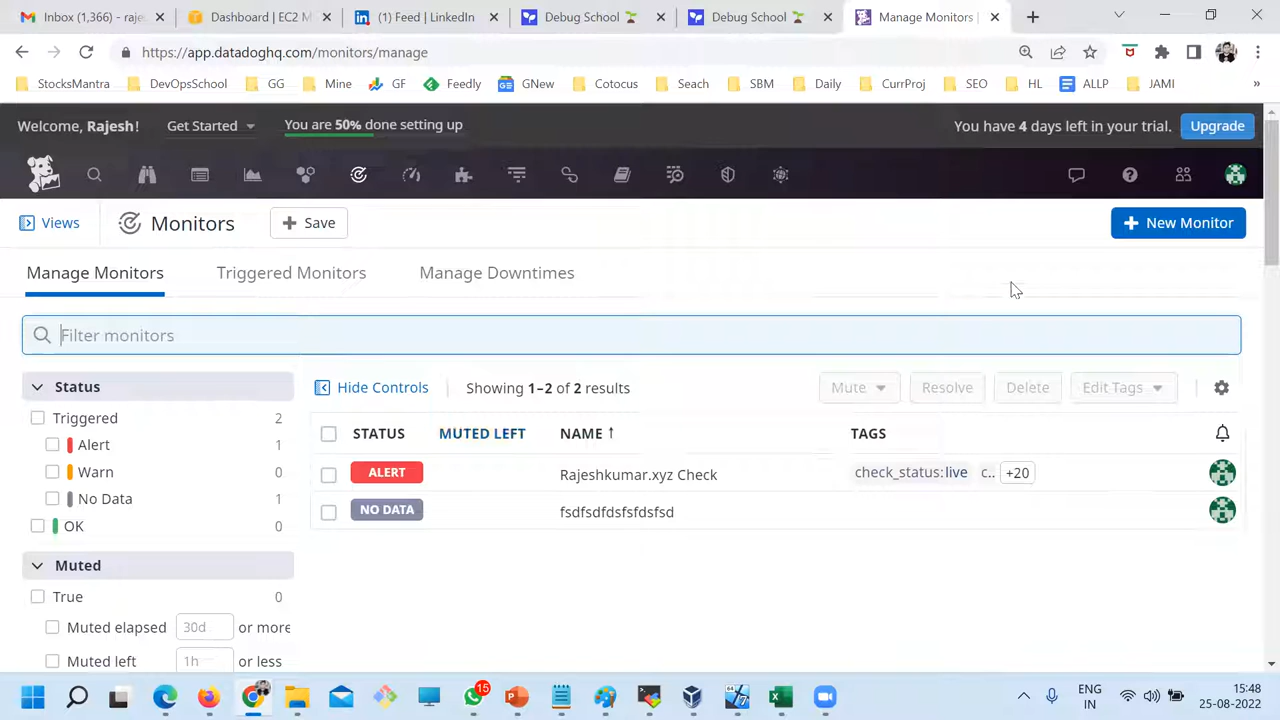 Inbox (1,366) - raje
Dashboard | EC2 M
(1) Feed | LinkedIn
Debug School
Debug School
Manage Monitors |
https://app.datadoghq.com/monitors/manage
StocksMantra
DevOpsSchool
GG
Mine
GF
Feedly
GNew
Cotocus
Seach
SBM
Daily
CurrProj
SEO
HL
ALLP
JAMI
»
Welcome, Rajesh!
Get Started
You are 50% done setting up
You have 4 days left in your trial.
Upgrade
Views
Monitors
+ Save
+ New Monitor
Manage Monitors
Triggered Monitors
Manage Downtimes
Filter monitors
Status
Hide Controls
Showing 1–2 of 2 results
Mute
Resolve
Delete
Edit Tags
Triggered 2
Alert 1
Warn 0
No Data 1
OK 0
STATUS MUTED LEFT NAME ↑ TAGS
ALERT Rajeshkumar.xyz Check check_status:live c.. +20
NO DATA fsdfsdfdsfsfdsfsd
Muted
True 0
Muted elapsed 30d or more
Muted left 1h or less
15
ENG
IN
15:48
25-08-2022